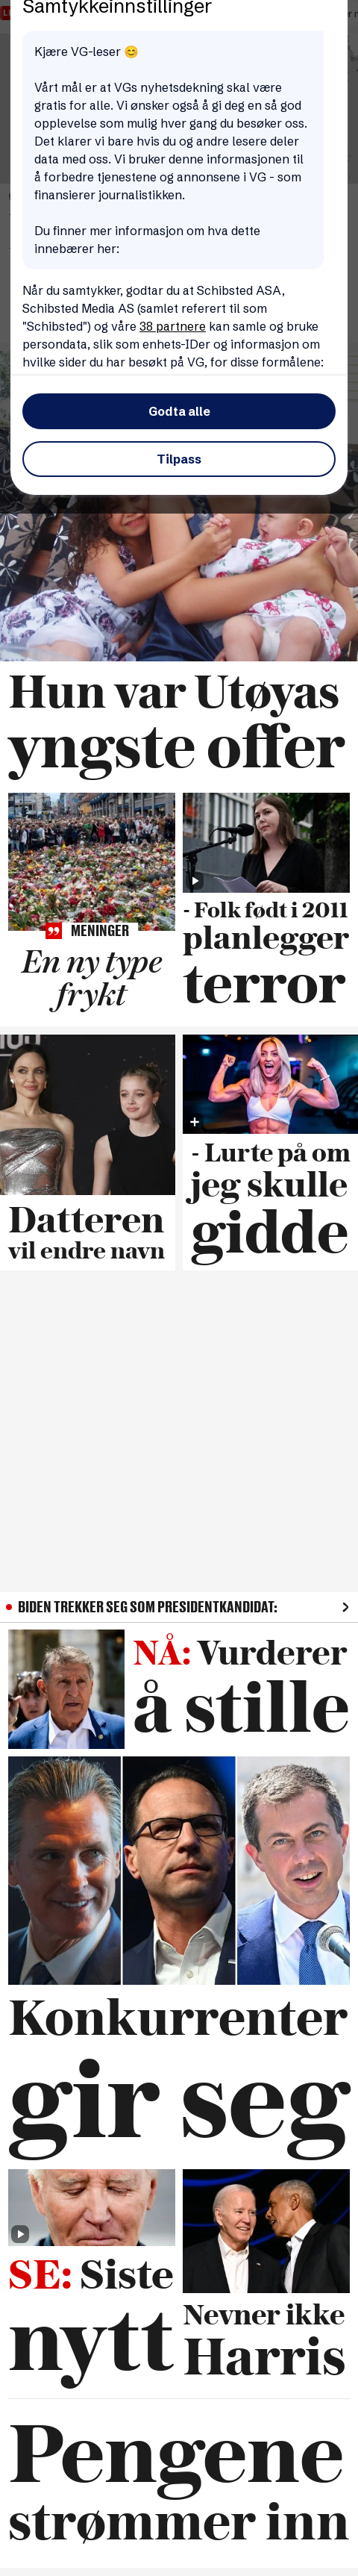 Samtykkeinnstillinger
Kjære VG-leser 😊
Vårt mål er at VGs nyhetsdekning skal være
gratis for alle. Vi ønsker også å gi deg en så god
opplevelse som mulig hver gang du besøker oss.
Det klarer vi bare hvis du og andre lesere deler
data med oss. Vi bruker denne informasjonen til
å forbedre tjenestene og annonsene i VG - som
finansierer journalistikken.
Du finner mer informasjon om hva dette
innebærer her:
Når du samtykker, godtar du at Schibsted ASA,
Schibsted Media AS (samlet referert til som
"Schibsted") og våre 38 partnere kan samle og bruke
persondata, slik som enhets-IDer og informasjon om
hvilke sider du har besøkt på VG, for disse formålene:
Godta alle
Tilpass
Hun var Utøyas
yngste offer
MENINGER
En ny type
frykt
- Folk født i 2011
planlegger
terror
Datteren
vil endre navn
- Lurte på om
jeg skulle
gidde
BIDEN TREKKER SEG SOM PRESIDENTKANDIDAT:
NÅ: Vurderer
å stille
Konkurrenter
gir seg
SE: Siste
nytt
Nevner ikke
Harris
Pengene
strømmer inn